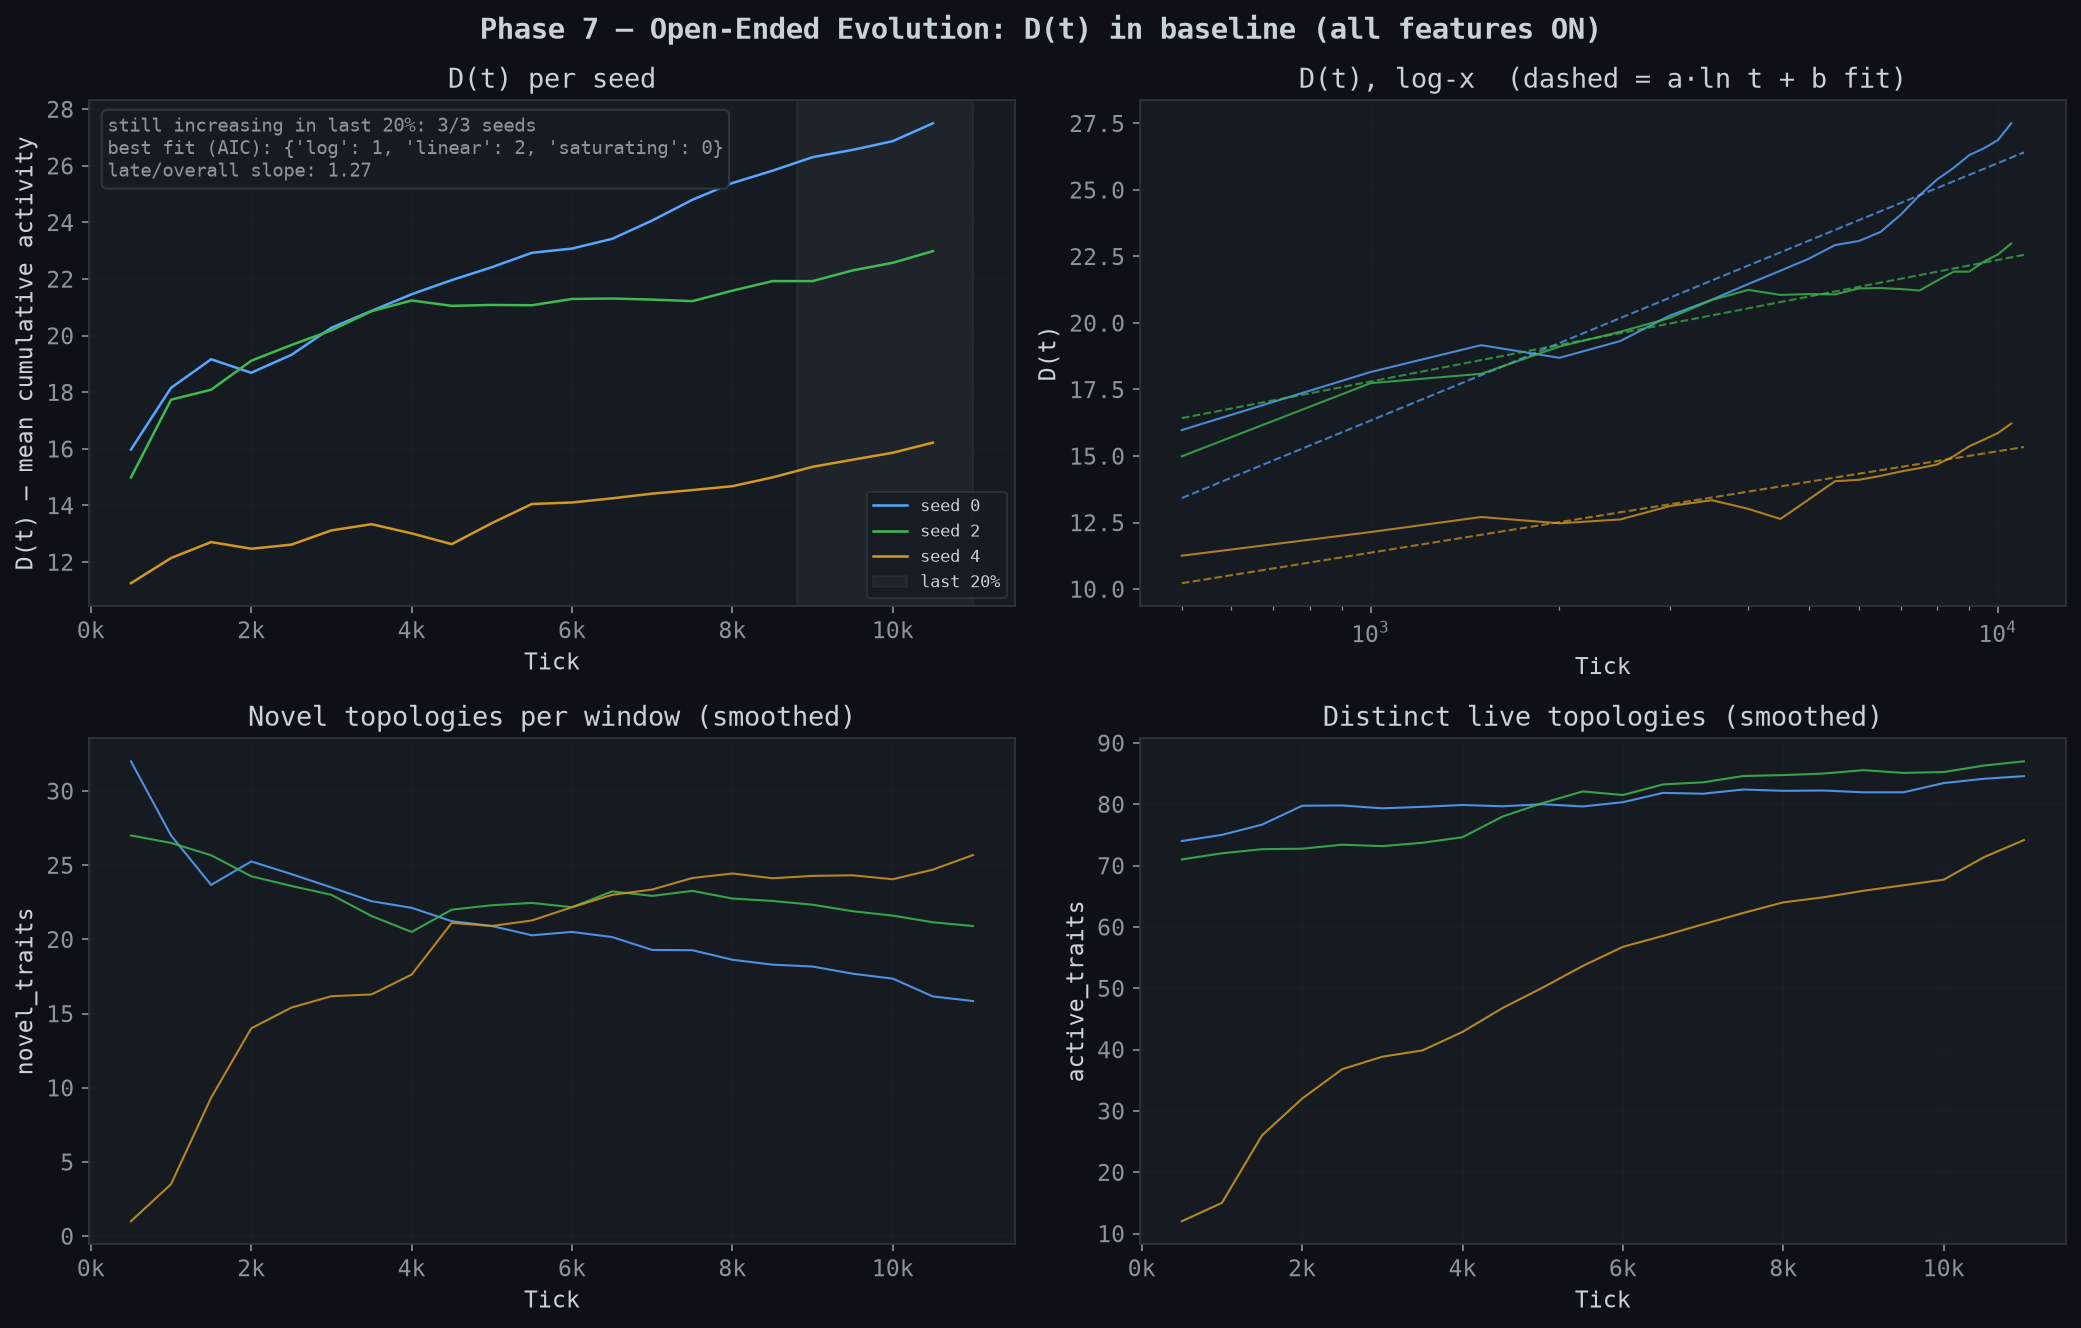 Phase 7 — Open-Ended Evolution: D(t) in baseline (all features ON)
D(t) per seed
D(t) — mean cumulative activity
28
26
24
22
20
18
16
14
12
still increasing in last 20%: 3/3 seeds
best fit (AIC): {'log': 1, 'linear': 2, 'saturating': 0}
late/overall slope: 1.27
seed 0
seed 2
seed 4
last 20%
0k 2k 4k 6k 8k 10k
Tick
D(t), log-x (dashed = a·ln t + b fit)
D(t)
27.5
25.0
22.5
20.0
17.5
15.0
12.5
10.0
10³ 10⁴
Tick
Novel topologies per window (smoothed)
novel_traits
30
25
20
15
10
5
0
0k 2k 4k 6k 8k 10k
Tick
Distinct live topologies (smoothed)
active_traits
90
80
70
60
50
40
30
20
10
0k 2k 4k 6k 8k 10k
Tick